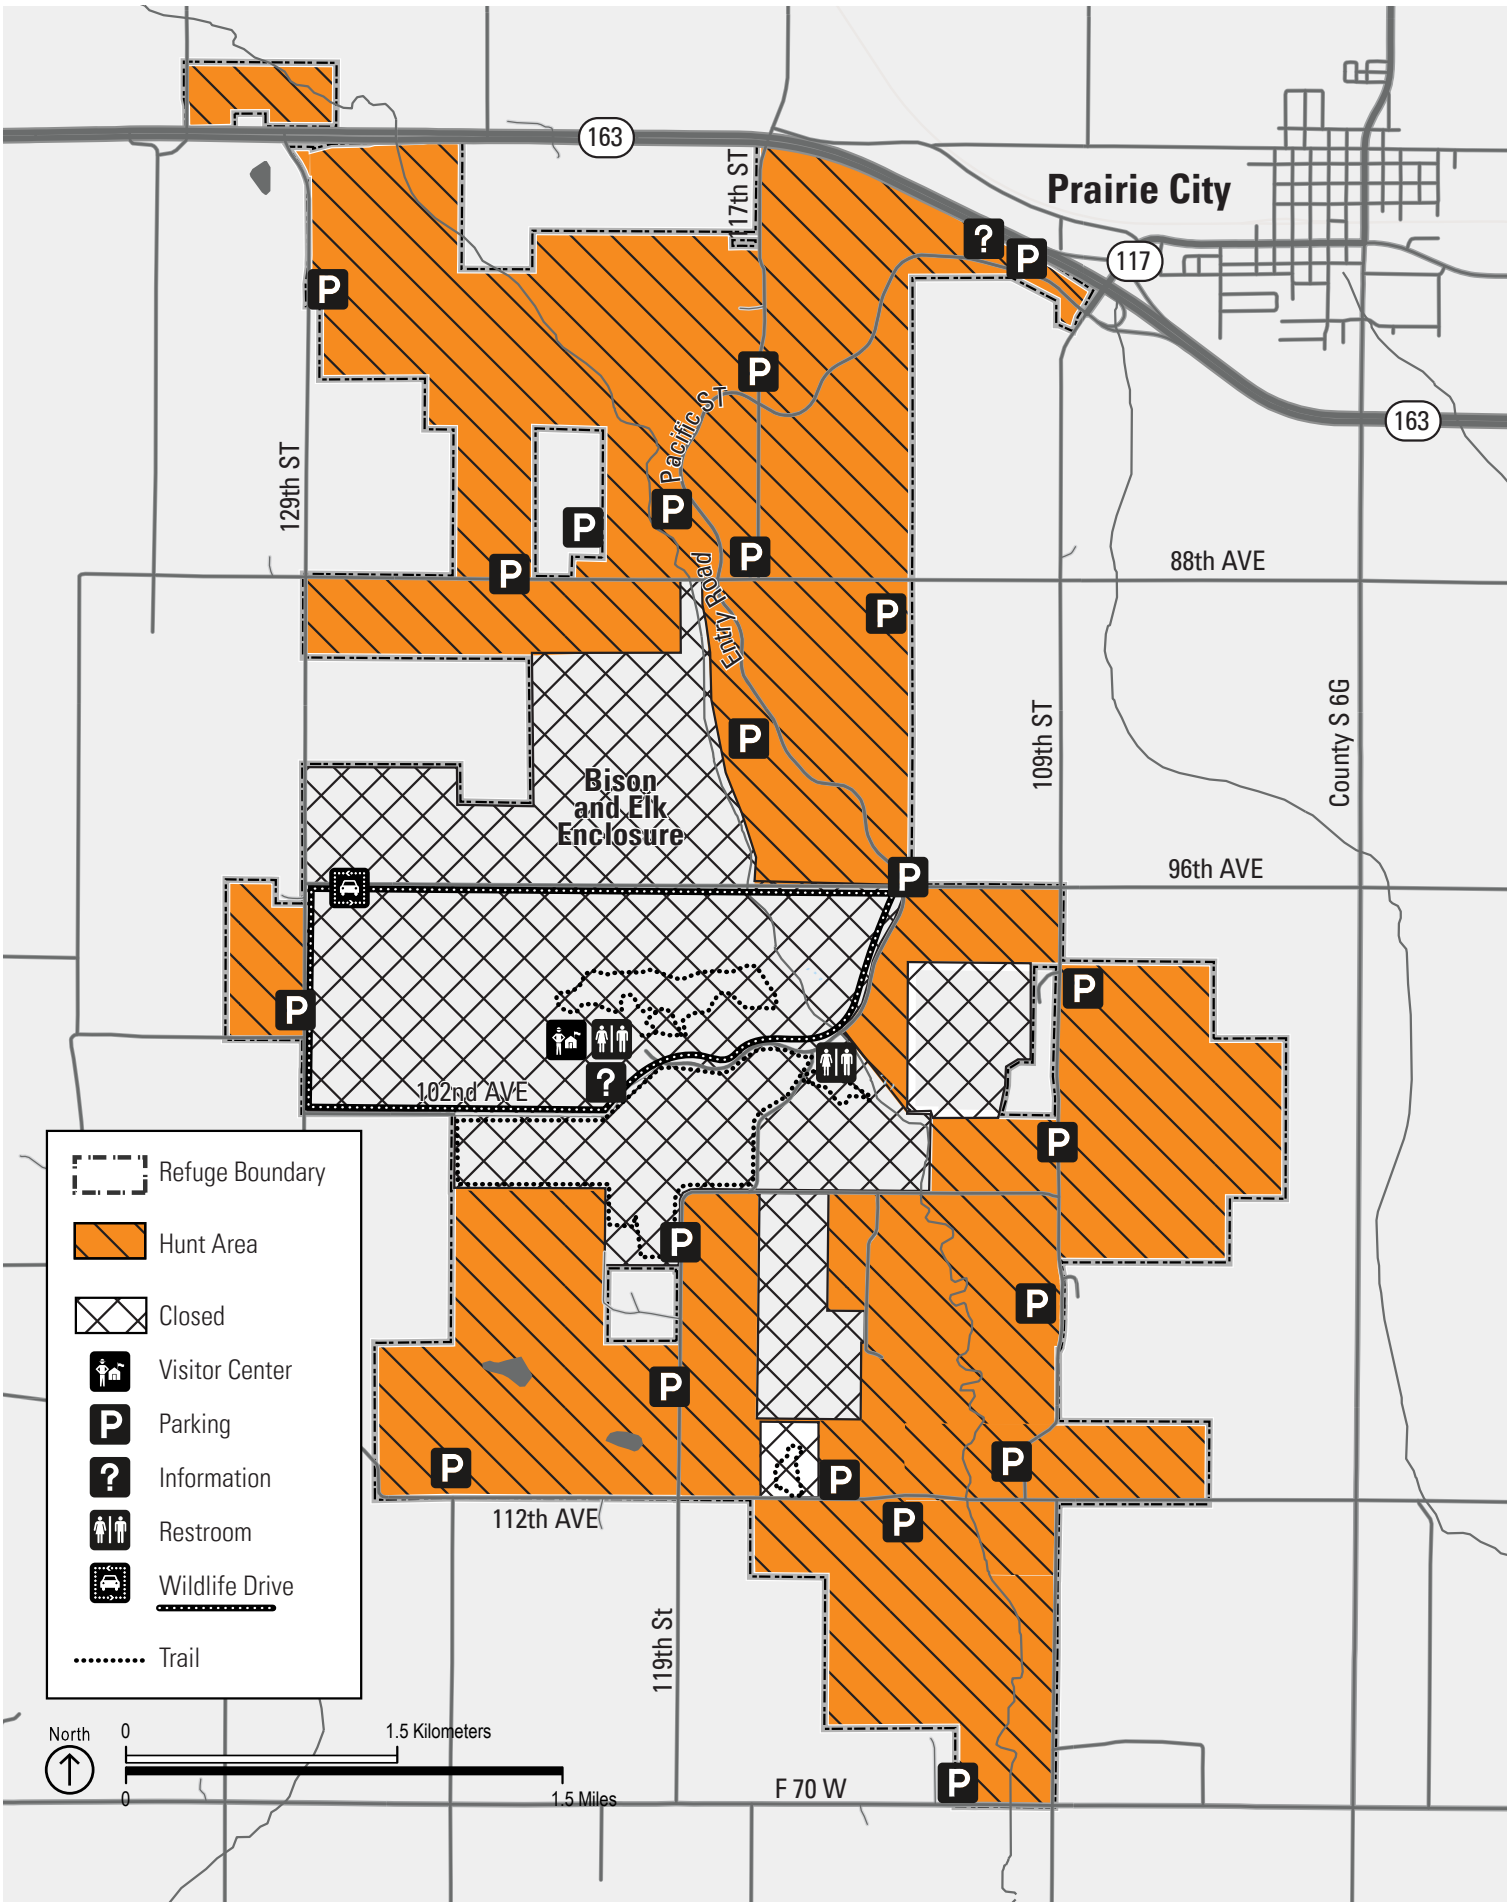 163
117th ST
Prairie City
?
P
117
P
P
163
Pacific ST
129th ST
P
P
P
P
88th AVE
Entry Road
P
P
109th ST
County S 6G
Bison
and Elk
Enclosure
96th AVE
P
P
P
?
102nd AVE
P
Refuge Boundary
Hunt Area
P
Closed
P
Visitor Center
P
P
Parking
P
P
P
? Information
112th AVE
P
Restroom
Wildlife Drive
119th St
Trail
North
0
1.5 Kilometers
0
1.5 Miles
F 70 W
P